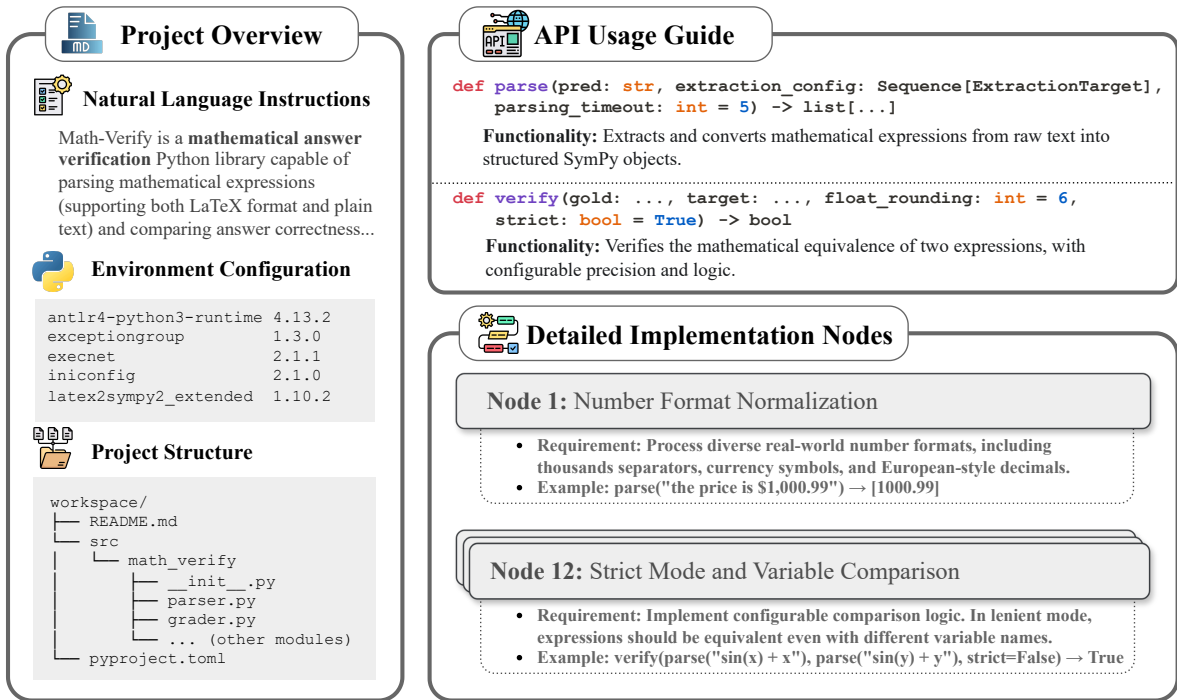 MD
Project Overview
Natural Language Instructions
Math-Verify is a mathematical answer
verification Python library capable of
parsing mathematical expressions
(supporting both LaTeX format and plain
text) and comparing answer correctness...
Environment Configuration
antlr4-python3-runtime 4.13.2
exceptiongroup 1.3.0
execnet 2.1.1
iniconfig 2.1.0
latex2sympy2_extended 1.10.2
Project Structure
workspace/
├── README.md
└── src
│   └── math_verify
│       ├── __init__.py
│       ├── parser.py
│       ├── grader.py
│       └── ... (other modules)
└── pyproject.toml
API
API Usage Guide
def parse(pred: str, extraction_config: Sequence[ExtractionTarget],
parsing_timeout: int = 5) -> list[...]
Functionality: Extracts and converts mathematical expressions from raw text into
structured SymPy objects.
def verify(gold: ..., target: ..., float_rounding: int = 6,
strict: bool = True) -> bool
Functionality: Verifies the mathematical equivalence of two expressions, with
configurable precision and logic.
Detailed Implementation Nodes
Node 1: Number Format Normalization
• Requirement: Process diverse real-world number formats, including
thousands separators, currency symbols, and European-style decimals.
• Example: parse("the price is $1,000.99") → [1000.99]
Node 12: Strict Mode and Variable Comparison
• Requirement: Implement configurable comparison logic. In lenient mode,
expressions should be equivalent even with different variable names.
• Example: verify(parse("sin(x) + x"), parse("sin(y) + y"), strict=False) → True